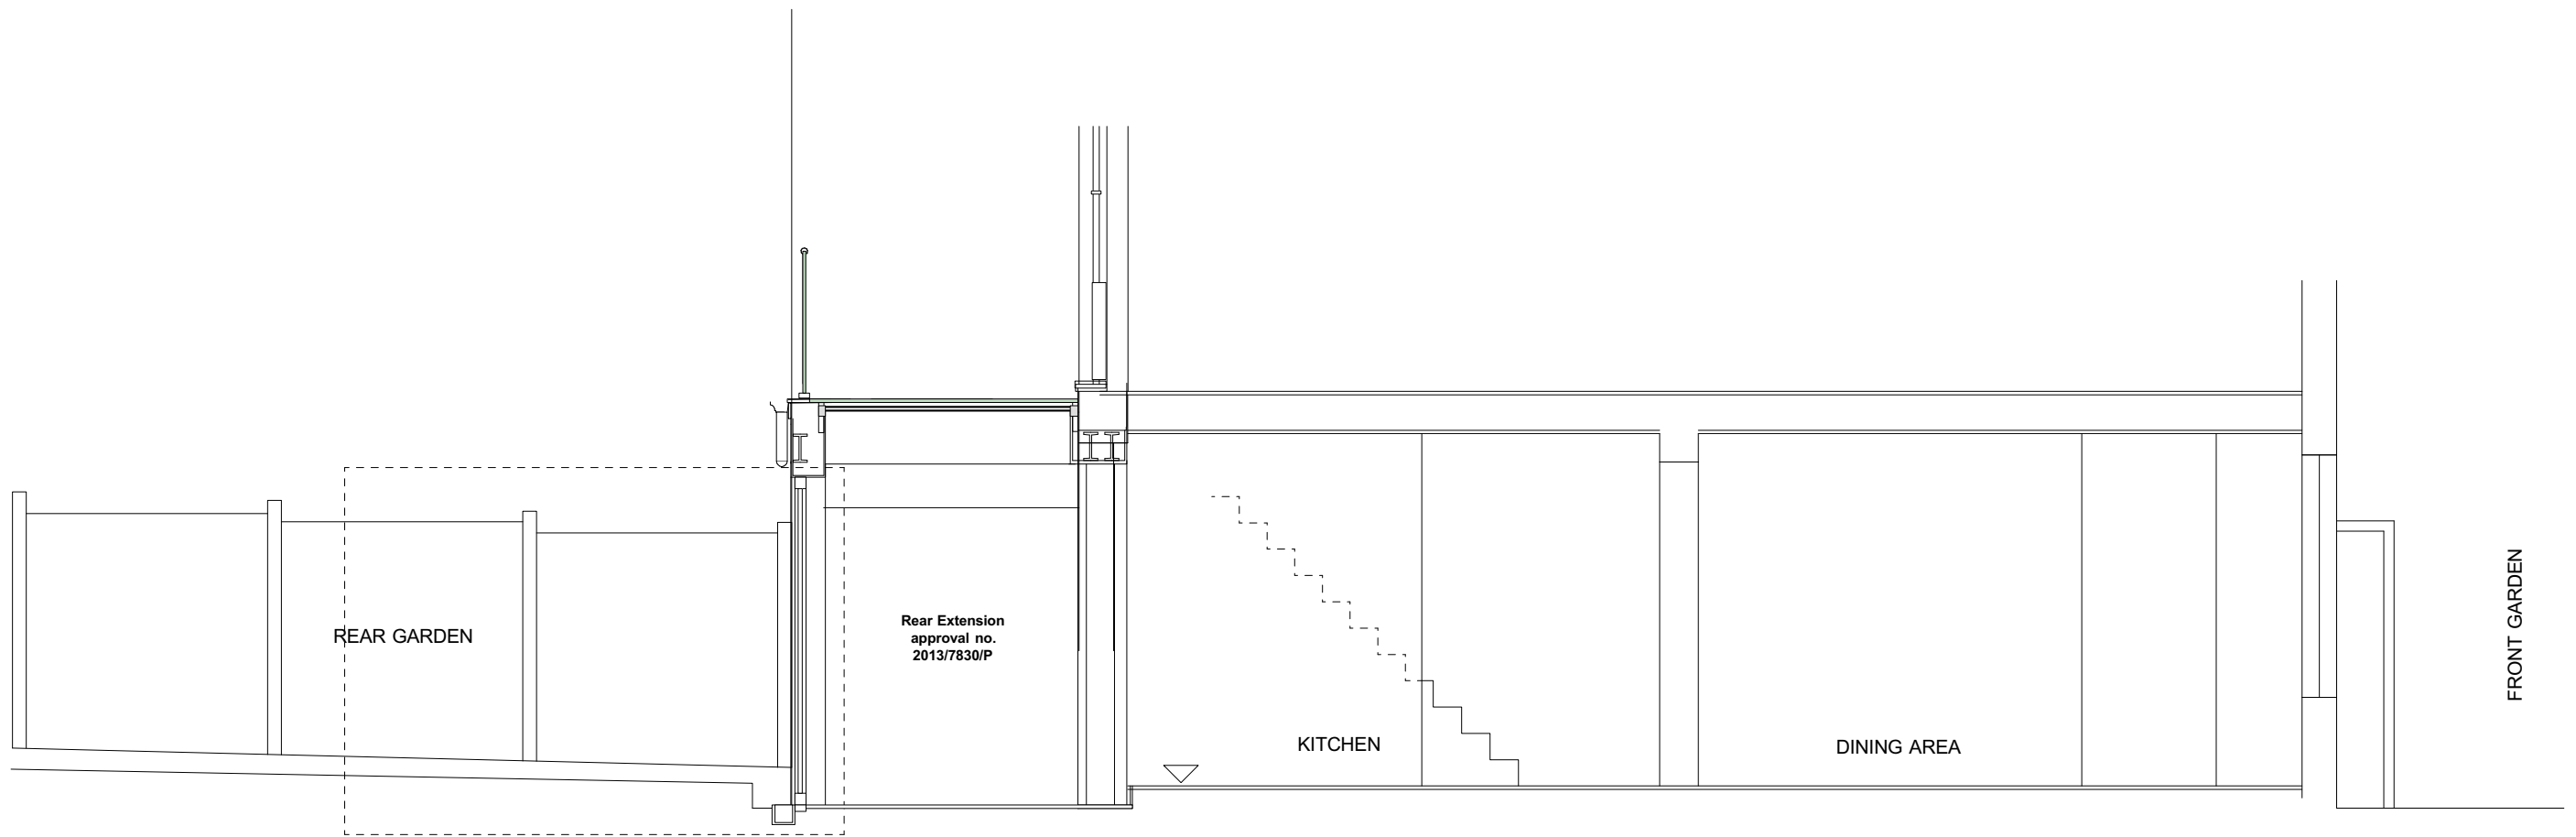 REAR GARDEN
Rear Extension
approval no.
2013/7830/P
KITCHEN
DINING AREA
FRONT GARDEN